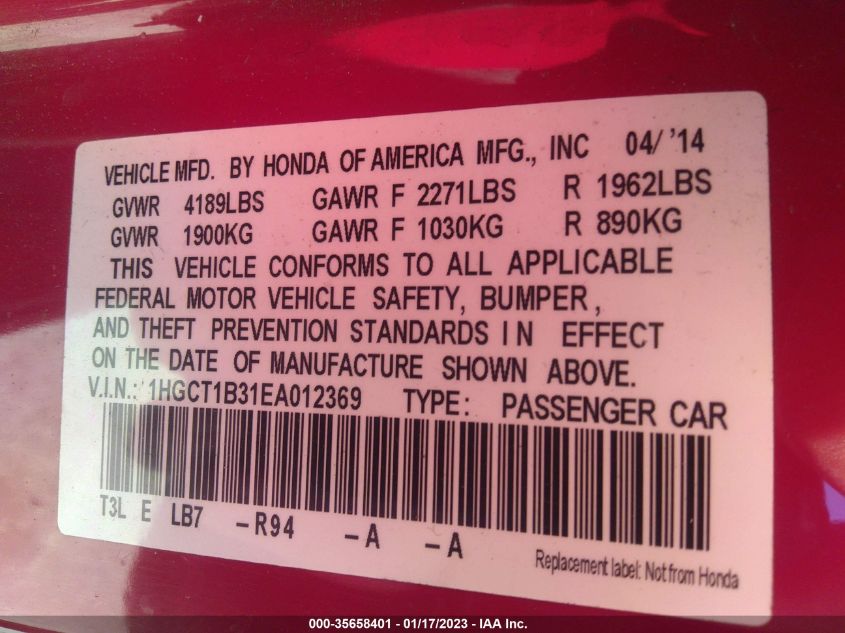 VEHICLE MFD. BY HONDA OF AMERICA MFG., INC 04/ '14
GVWR 4189LBS GAWR F 2271LBS R 1962LBS
GVWR 1900KG GAWR F 1030KG R 890KG
THIS VEHICLE CONFORMS TO ALL APPLICABLE
FEDERAL MOTOR VEHICLE SAFETY, BUMPER,
AND THEFT PREVENTION STANDARDS IN EFFECT
ON THE DATE OF MANUFACTURE SHOWN ABOVE.
V.I.N.: 1HGCT1B31EA012369 TYPE: PASSENGER CAR
T3L E LB7 -R94 -A -A
Replacement label: Not from Honda
000-35658401 - 01/17/2023 - IAA Inc.